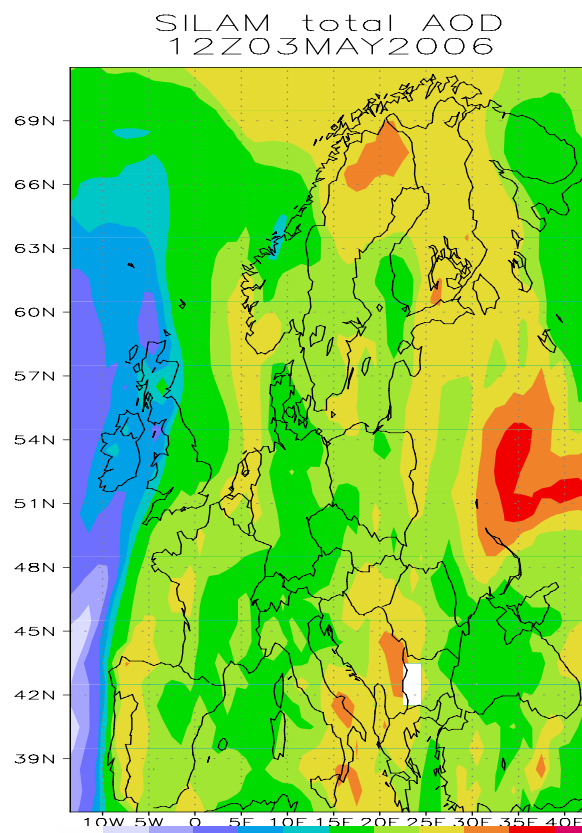 SILAM total AOD
12Z03MAY2006
69N
66N
63N
60N
57N
54N
51N
48N
45N
42N
39N
10W 5W 0 5E 10E 15E 20E 25E 30E 35E 40E